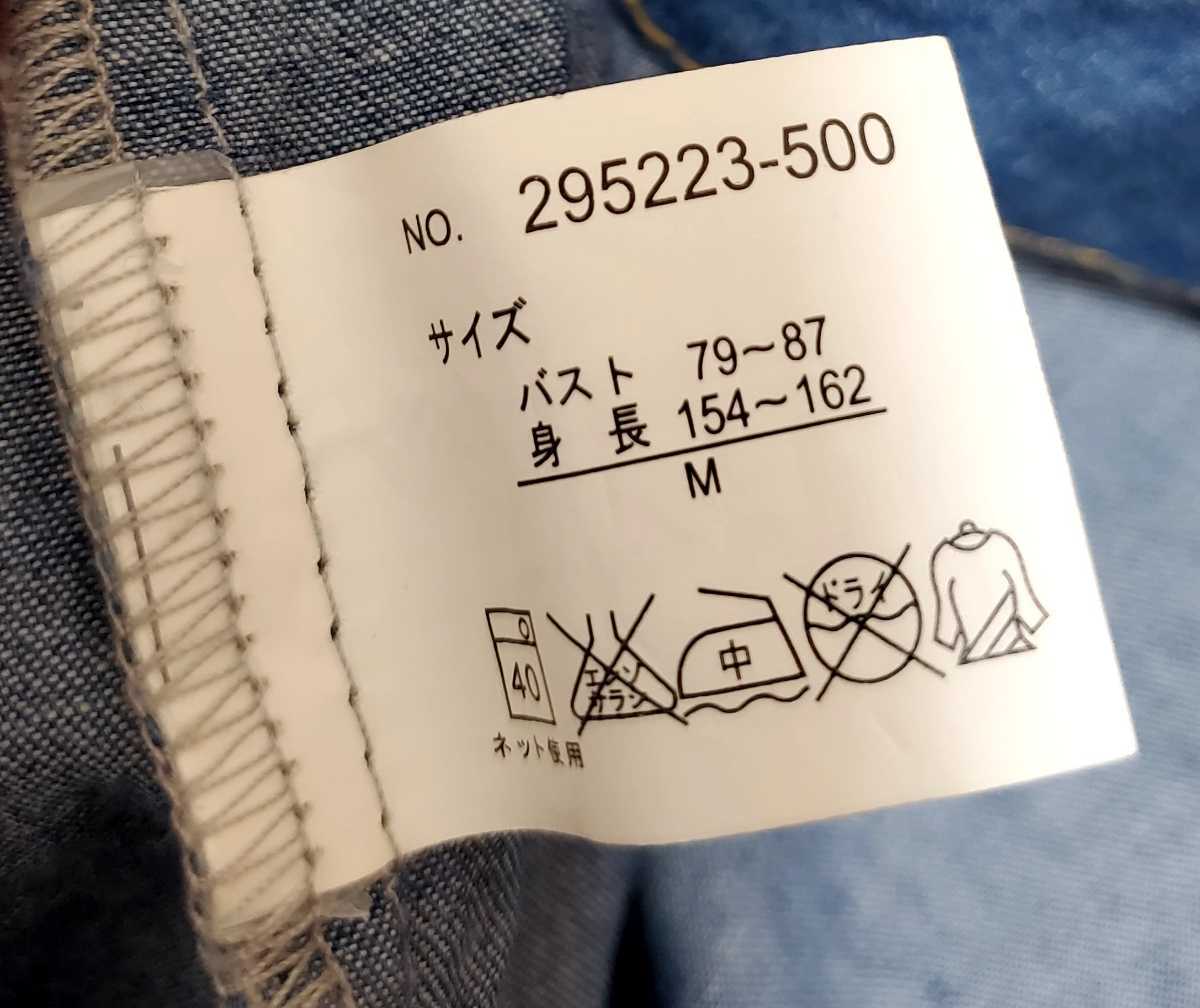 NO. 295223-500
サイズ
バスト 79～87
身 長 154～162
M
40
エンソ
サラシ
中
ドライ
ネット使用